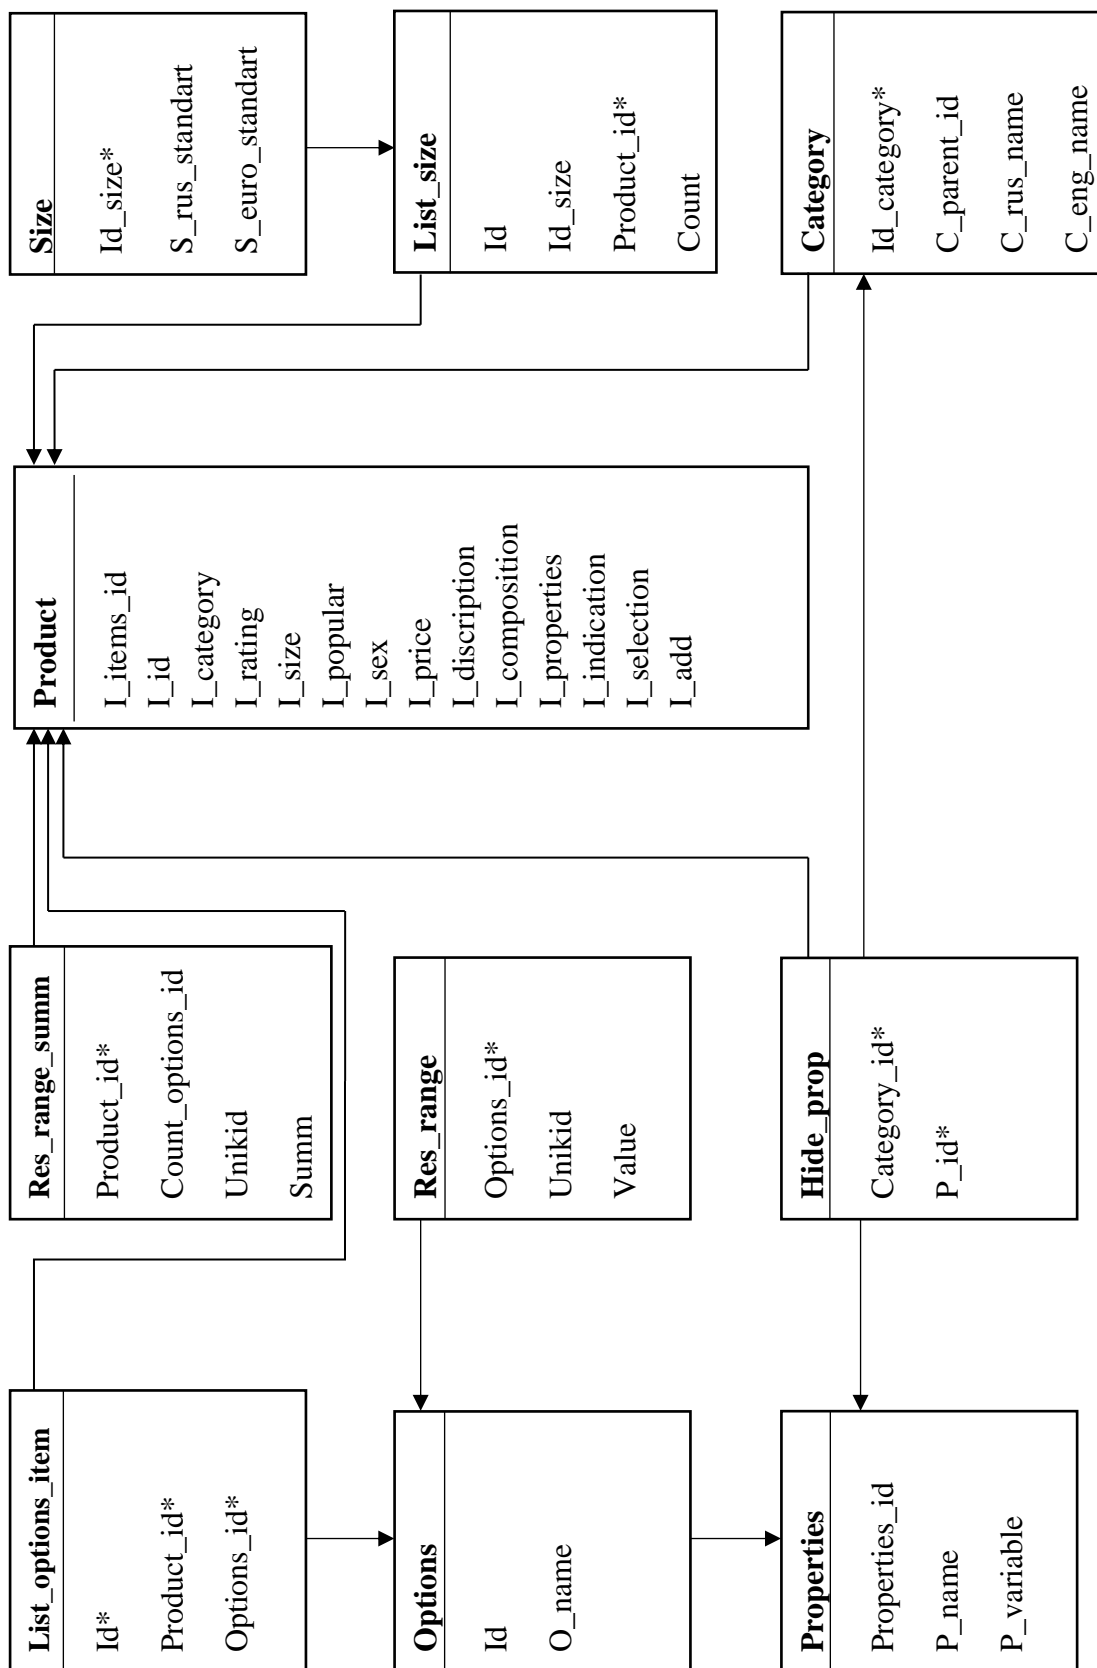 List_options_item
Id*
Product_id*
Options_id*
Res_range_summ
Product_id*
Count_options_id
Unikid
Summ
Product
I_items_id
I_id
I_category
I_rating
I_size
I_popular
I_sex
I_price
I_discription
I_composition
I_properties
I_indication
I_selection
I_add
Size
Id_size*
S_rus_standart
S_euro_standart
Options
Id
O_name
Res_range
Options_id*
Unikid
Value
List_size
Id
Id_size
Product_id*
Count
Properties
Properties_id
P_name
P_variable
Hide_prop
Category_id*
P_id*
Category
Id_category*
C_parent_id
C_rus_name
C_eng_name